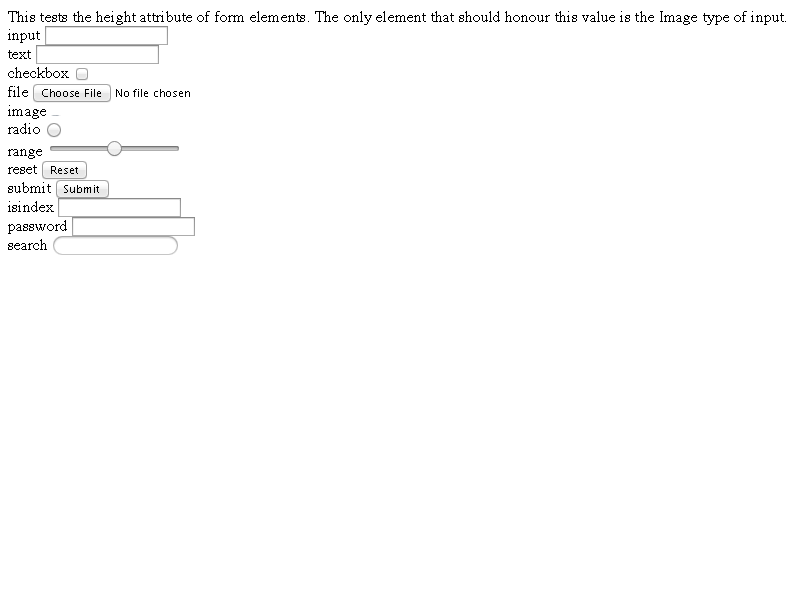 This tests the height attribute of form elements. The only element that should honour this value is the Image type of input.
input
text
checkbox
file Choose File No file chosen
image
radio
range
reset Reset
submit Submit
isindex
password
search